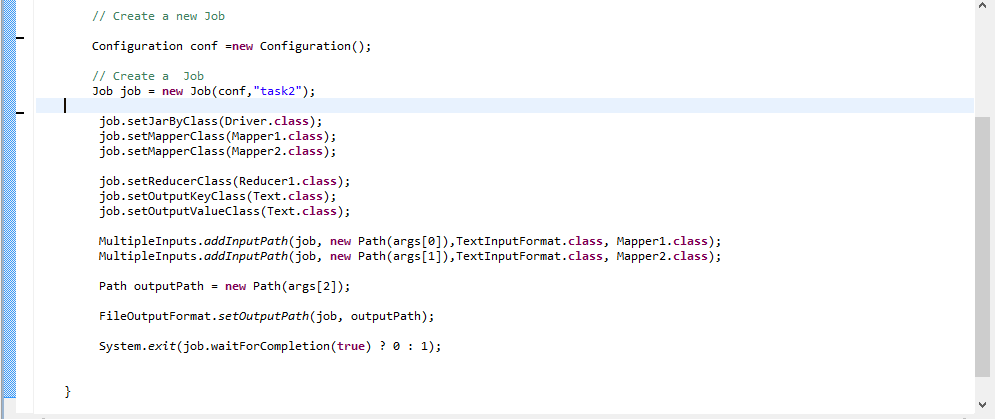 // Create a new Job
Configuration conf =new Configuration();
// Create a  Job
Job job = new Job(conf,"task2");
job.setJarByClass(Driver.class);
job.setMapperClass(Mapper1.class);
job.setMapperClass(Mapper2.class);
job.setReducerClass(Reducer1.class);
job.setOutputKeyClass(Text.class);
job.setOutputValueClass(Text.class);
MultipleInputs.addInputPath(job, new Path(args[0]),TextInputFormat.class, Mapper1.class);
MultipleInputs.addInputPath(job, new Path(args[1]),TextInputFormat.class, Mapper2.class);
Path outputPath = new Path(args[2]);
FileOutputFormat.setOutputPath(job, outputPath);
System.exit(job.waitForCompletion(true) ? 0 : 1);
}